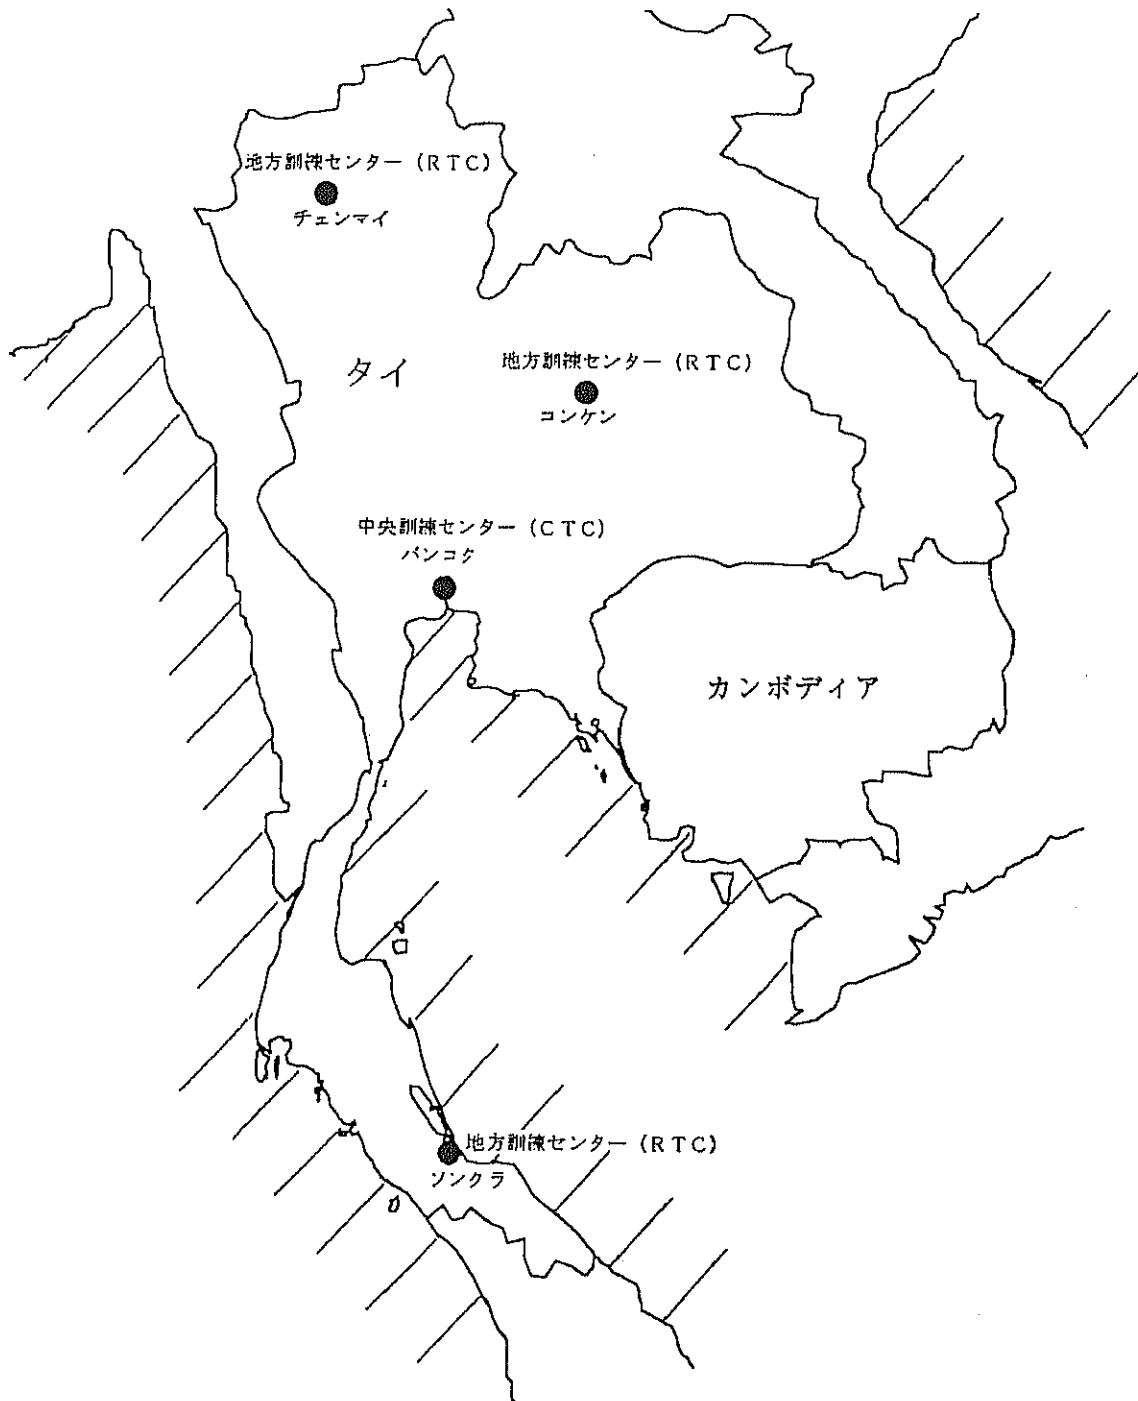 地方訓練センター (RTC)
チェンマイ
タイ
地方訓練センター (RTC)
コンケン
中央訓練センター (CTC)
バンコク
カンボディア
地方訓練センター (RTC)
ソンクラ